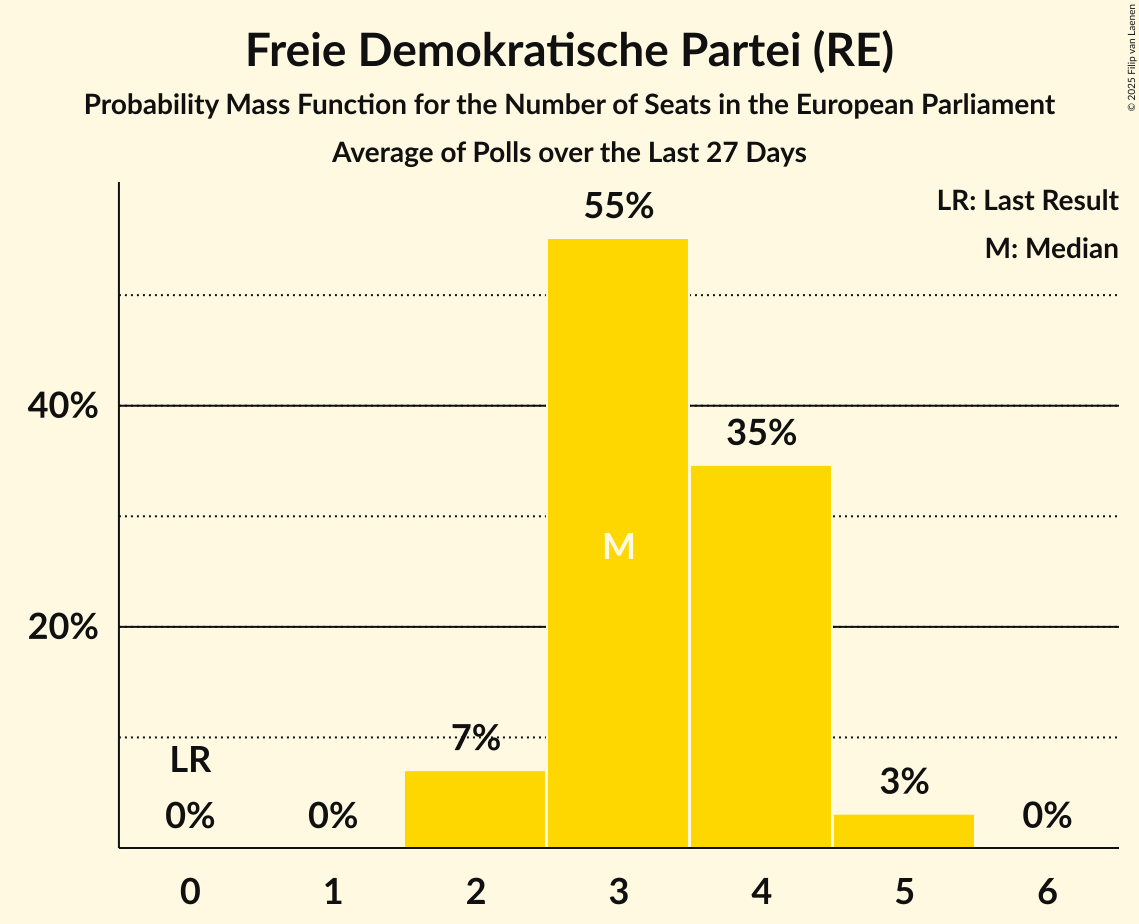 Freie Demokratische Partei (RE)
Probability Mass Function for the Number of Seats in the European Parliament
Average of Polls over the Last 27 Days
© 2025 Filip van Laenen
LR: Last Result
M: Median
55%
40%
35%
M
20%
7%
LR
3%
0%
0%
0%
0 1 2 3 4 5 6